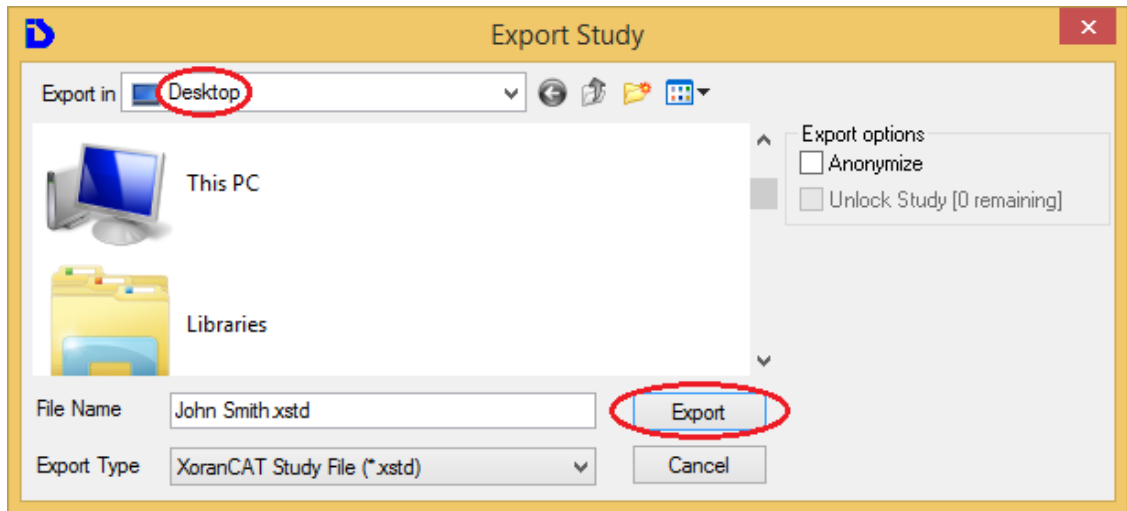 Export Study
Export in Desktop
This PC
Libraries
Export options
Anonymize
Unlock Study [0 remaining]
File Name John Smith.xstd Export
Export Type XoranCAT Study File (*.xstd) Cancel